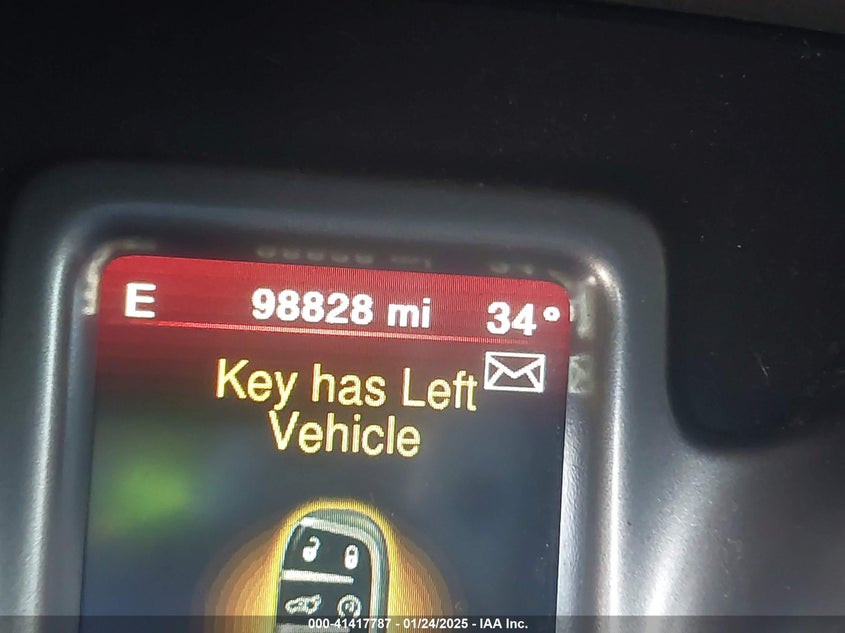 E 98828 mi 34°
Key has Left
Vehicle
000-41417787 - 01/24/2025 - IAA Inc.